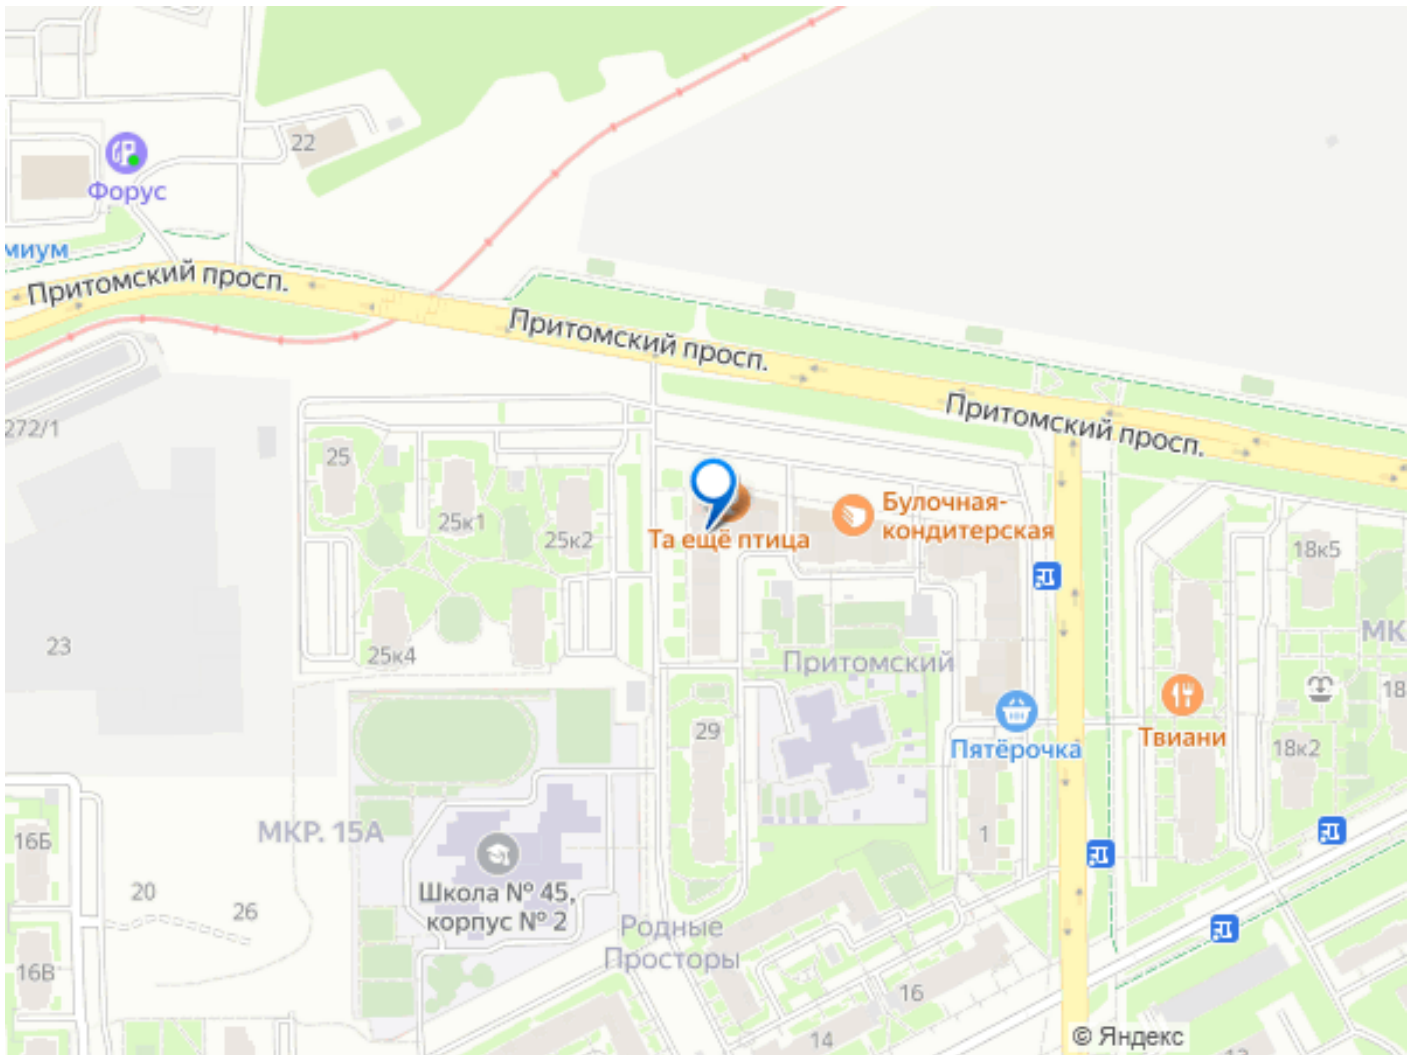 22
Форус
миум
Притомский просп.
Притомский просп.
Притомский просп.
272/1
25
25к1
25к2
Та ещё птица
Булочная-
кондитерская
18к5
23
25к4
Притомский
МК
18
29
Пятёрочка
Твиани
18к2
МКР. 15А
16Б
1
Школа № 45,
корпус № 2
20
26
Родные
Просторы
16В
16
14
© Яндекс